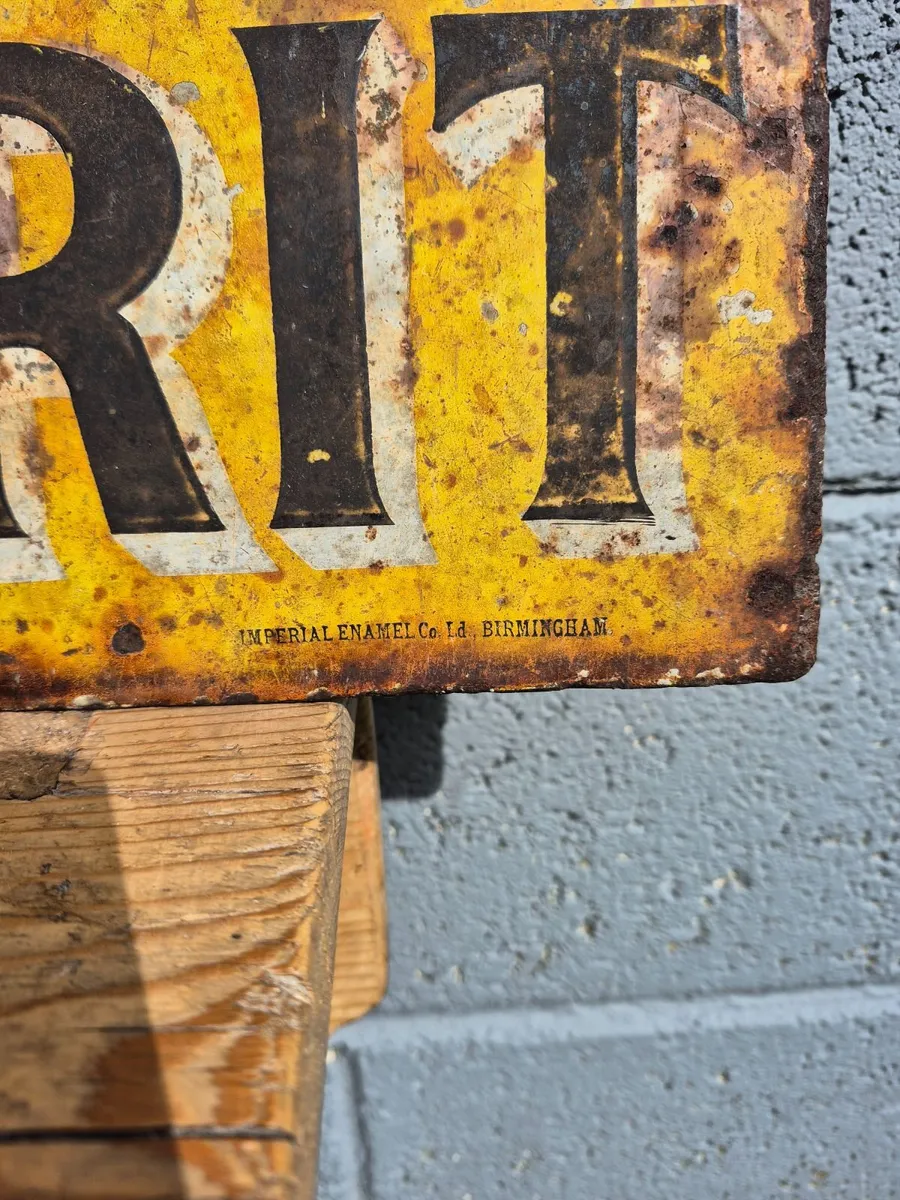 RIT
IMPERIAL ENAMEL Co. Ld., BIRMINGHAM.